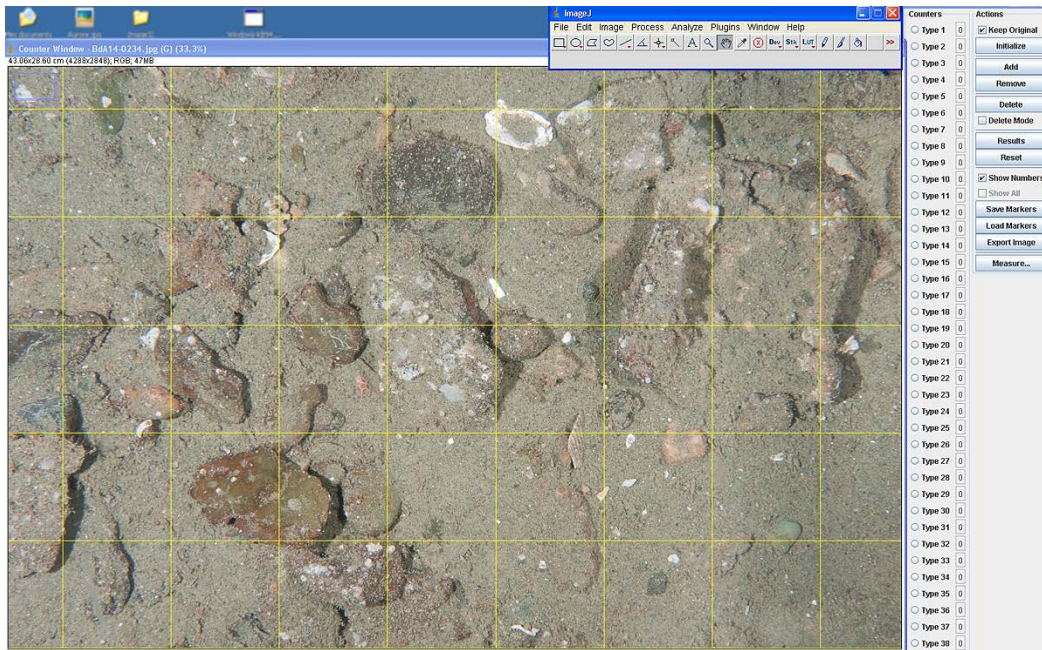 Mes documents
Aurore.jpg
ImageJ2
Counter Window - BdA14-0234.jpg (G) (33.3%)
43.06x28.60 cm (4288x2848); RGB; 47MB
ImageJ
File Edit Image Process Analyze Plugins Window Help
A Dev Stk LUT >>
Counters
Type 1 0
Type 2 0
Type 3 0
Type 4 0
Type 5 0
Type 6 0
Type 7 0
Type 8 0
Type 9 0
Type 10 0
Type 11 0
Type 12 0
Type 13 0
Type 14 0
Type 15 0
Type 16 0
Type 17 0
Type 18 0
Type 19 0
Type 20 0
Type 21 0
Type 22 0
Type 23 0
Type 24 0
Type 25 0
Type 26 0
Type 27 0
Type 28 0
Type 29 0
Type 30 0
Type 31 0
Type 32 0
Type 33 0
Type 34 0
Type 35 0
Type 36 0
Type 37 0
Type 38 0
Actions
Keep Original
Initialize
Add
Remove
Delete
Delete Mode
Results
Reset
Show Numbers
Show All
Save Markers
Load Markers
Export Image
Measure...